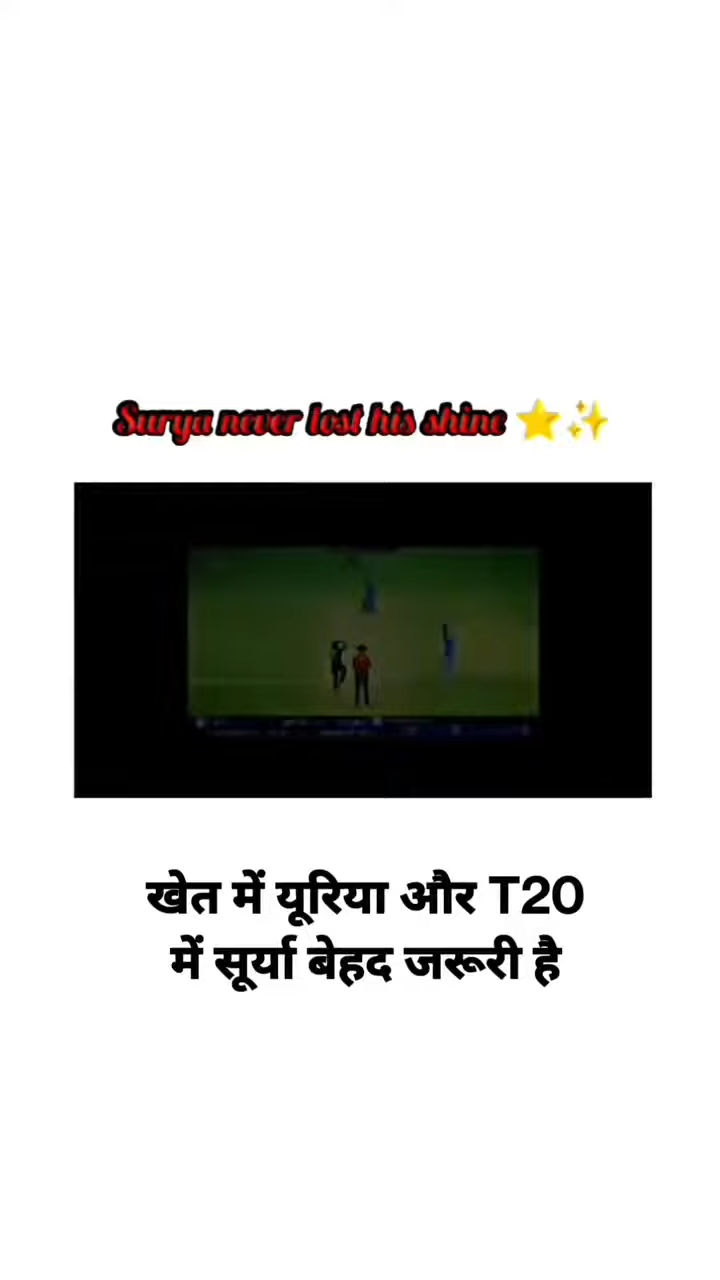 Surya never lost his shine ⭐✨
खेत में यूरिया और T20
में सूर्या बेहद जरूरी है